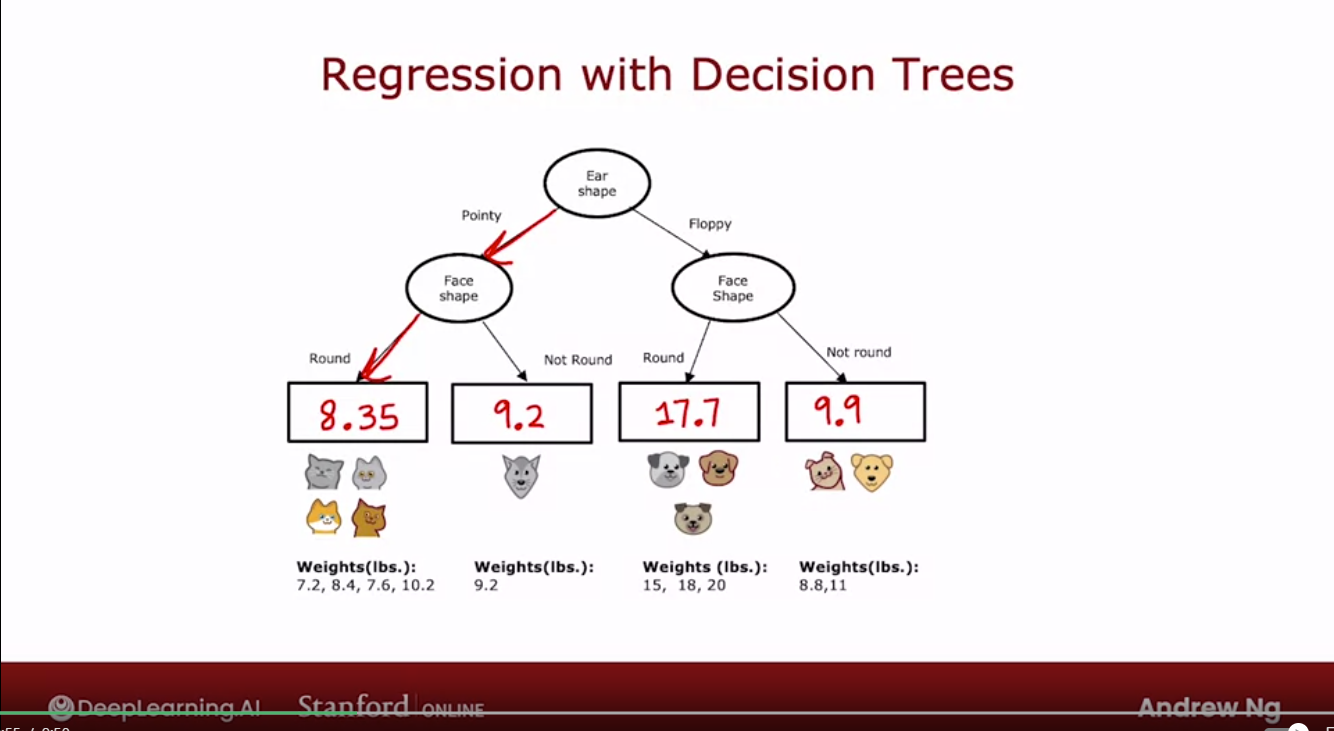 Regression with Decision Trees
Ear
shape
Pointy
Floppy
Face
shape
Face
Shape
Round
Not Round
Round
Not round
8.35
9.2
17.7
9.9
Weights(lbs.):
7.2, 8.4, 7.6, 10.2
Weights(lbs.):
9.2
Weights (lbs.):
15, 18, 20
Weights(lbs.):
8.8,11
DeepLearning.AI
Stanford | ONLINE
Andrew Ng